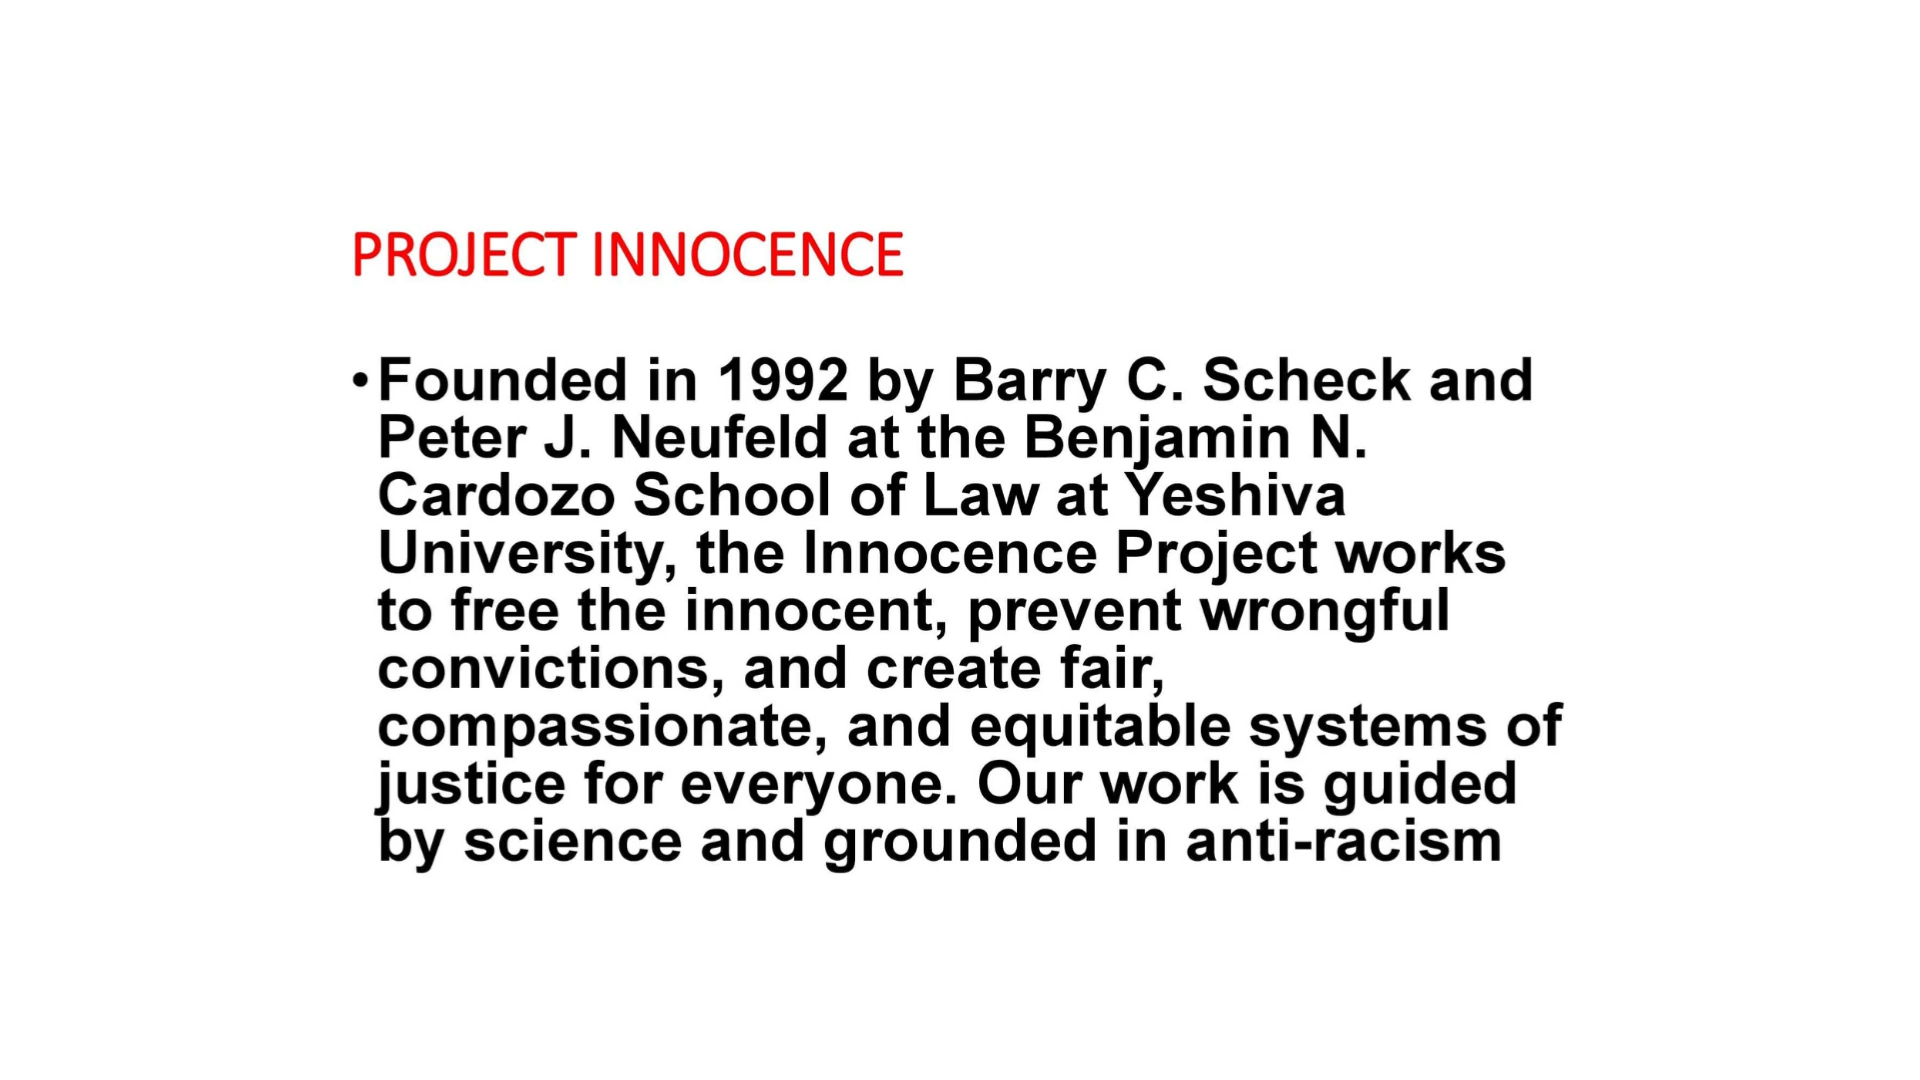 PROJECT INNOCENCE
• Founded in 1992 by Barry C. Scheck and
Peter J. Neufeld at the Benjamin N.
Cardozo School of Law at Yeshiva
University, the Innocence Project works
to free the innocent, prevent wrongful
convictions, and create fair,
compassionate, and equitable systems of
justice for everyone. Our work is guided
by science and grounded in anti-racism